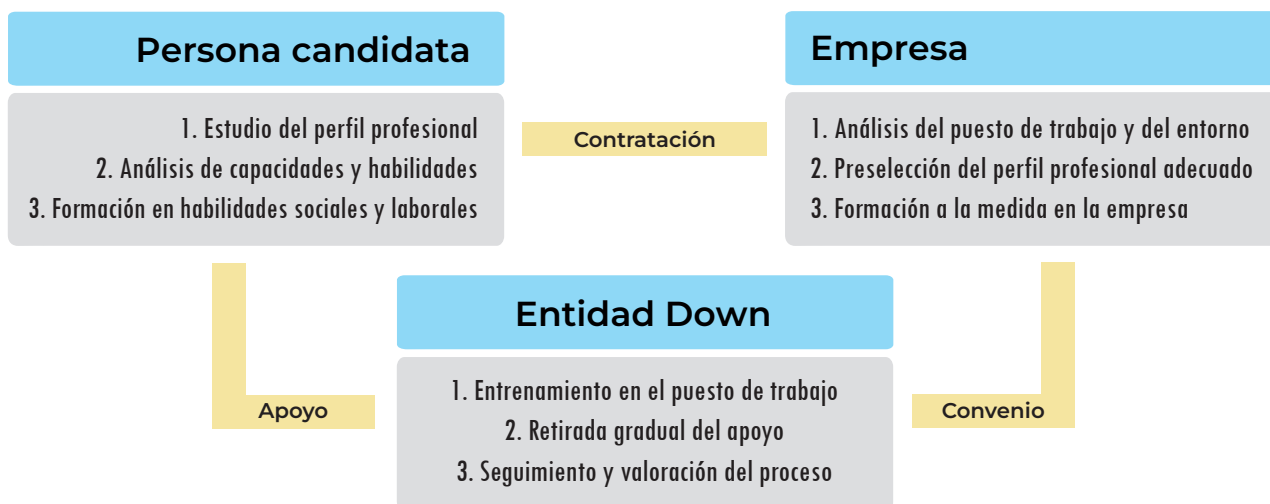 Persona candidata
1. Estudio del perfil profesional
2. Análisis de capacidades y habilidades
3. Formación en habilidades sociales y laborales
Contratación
Empresa
1. Análisis del puesto de trabajo y del entorno
2. Preselección del perfil profesional adecuado
3. Formación a la medida en la empresa
Apoyo
Entidad Down
1. Entrenamiento en el puesto de trabajo
2. Retirada gradual del apoyo
3. Seguimiento y valoración del proceso
Convenio